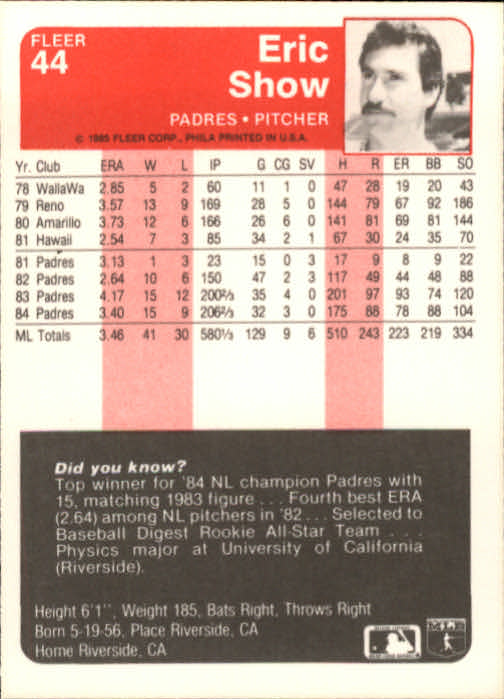 FLEER
44
Eric
Show
PADRES • PITCHER
© 1985 FLEER CORP., PHILA PRINTED IN U.S.A.
Yr. Club ERA W L IP G CG SV H R ER BB SO
78 WallaWa 2.85 5 2 60 11 1 0 47 28 19 20 43
79 Reno 3.57 13 9 169 28 5 0 144 79 67 92 186
80 Amarillo 3.73 12 6 166 26 6 0 141 81 69 81 144
81 Hawaii 2.54 7 3 85 34 2 1 67 30 24 35 70
81 Padres 3.13 1 3 23 15 0 3 17 9 8 9 22
82 Padres 2.64 10 6 150 47 2 3 117 49 44 48 88
83 Padres 4.17 15 12 200⅔ 35 4 0 201 97 93 74 120
84 Padres 3.40 15 9 206⅔ 32 3 0 175 88 78 88 104
ML Totals 3.46 41 30 580⅓ 129 9 6 510 243 223 219 334
Did you know?
Top winner for '84 NL champion Padres with
15, matching 1983 figure . . . Fourth best ERA
(2.64) among NL pitchers in '82 . . . Selected to
Baseball Digest Rookie All-Star Team . . .
Physics major at University of California
(Riverside).
Height 6'1", Weight 185, Bats Right, Throws Right
Born 5-19-56, Place Riverside, CA
Home Riverside, CA